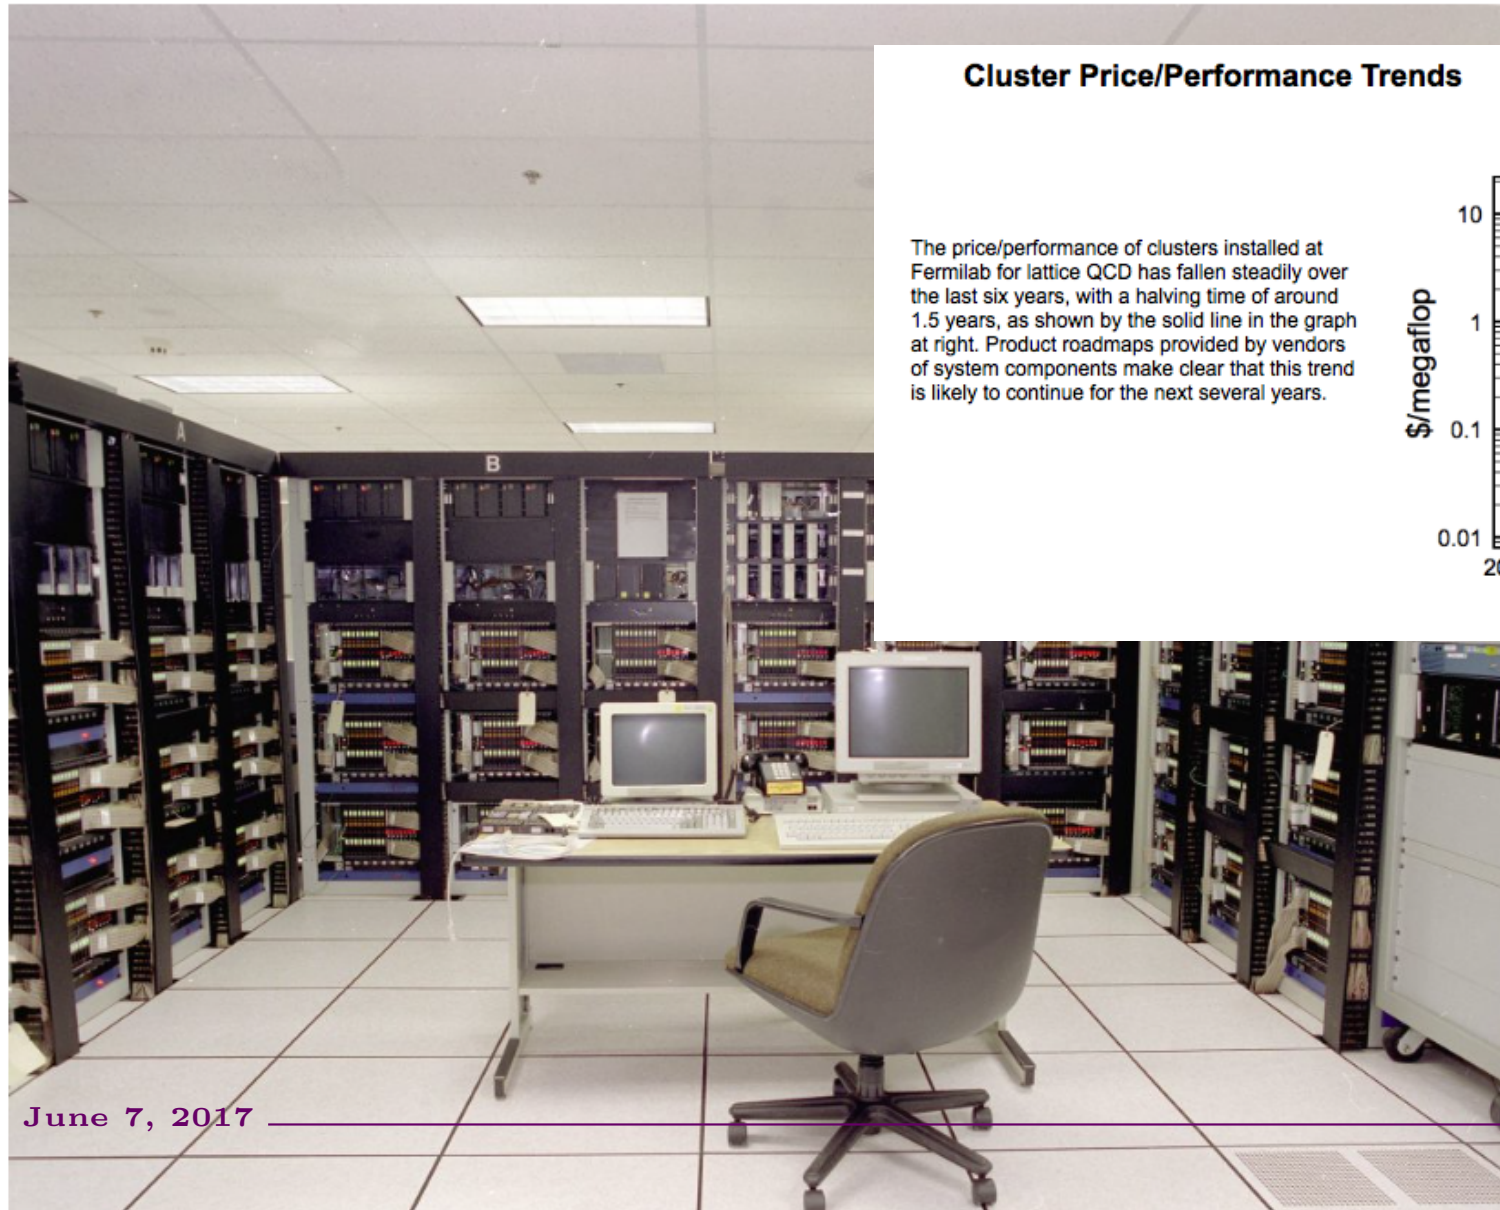 Cluster Price/Performance Trends
The price/performance of clusters installed at
Fermilab for lattice QCD has fallen steadily over
the last six years, with a halving time of around
1.5 years, as shown by the solid line in the graph
at right. Product roadmaps provided by vendors
of system components make clear that this trend
is likely to continue for the next several years.
$/megaflop
10
1
0.1
0.01
A
B
June 7, 2017